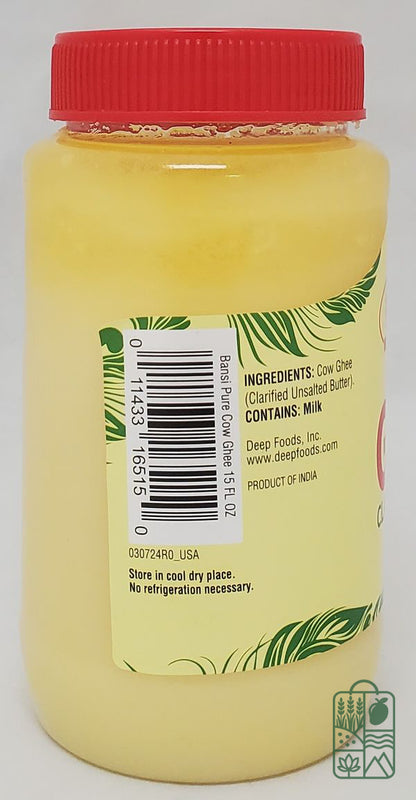 Bansi Pure Cow Ghee 15 FL OZ
0 11433 16515 0
INGREDIENTS: Cow Ghee
(Clarified Unsalted Butter).
CONTAINS: Milk
Deep Foods, Inc.
www.deepfoods.com
PRODUCT OF INDIA
030724R0_USA
Store in cool dry place.
No refrigeration necessary.